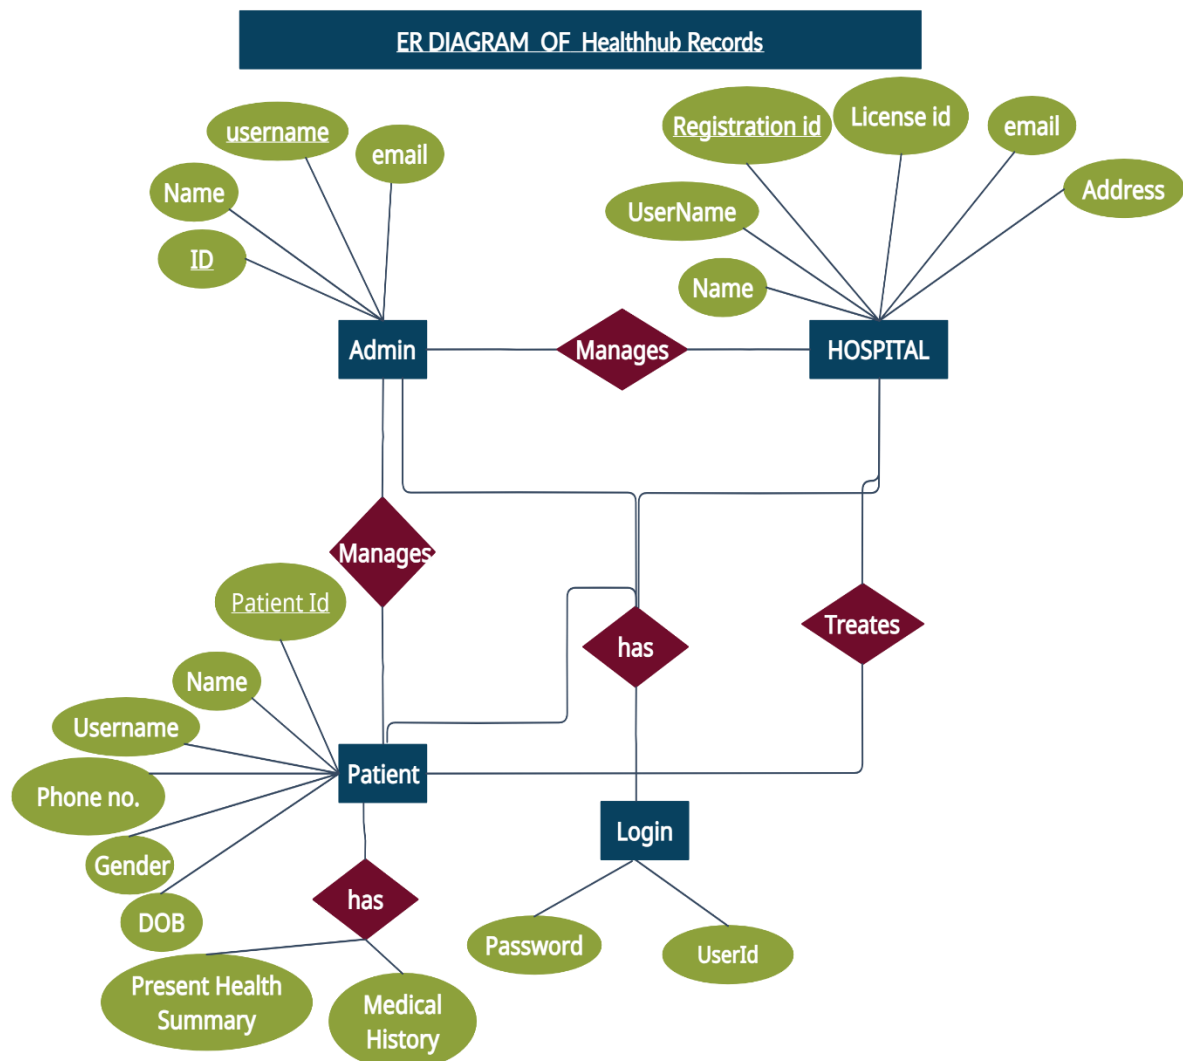 ER DIAGRAM OF Healthhub Records
username
email
Name
ID
Registration id
License id
email
Address
UserName
Name
Admin
Manages
HOSPITAL
Manages
Patient Id
Name
Username
Phone no.
Gender
DOB
has
Treates
Patient
Login
has
Password
UserId
Present Health
Summary
Medical
History